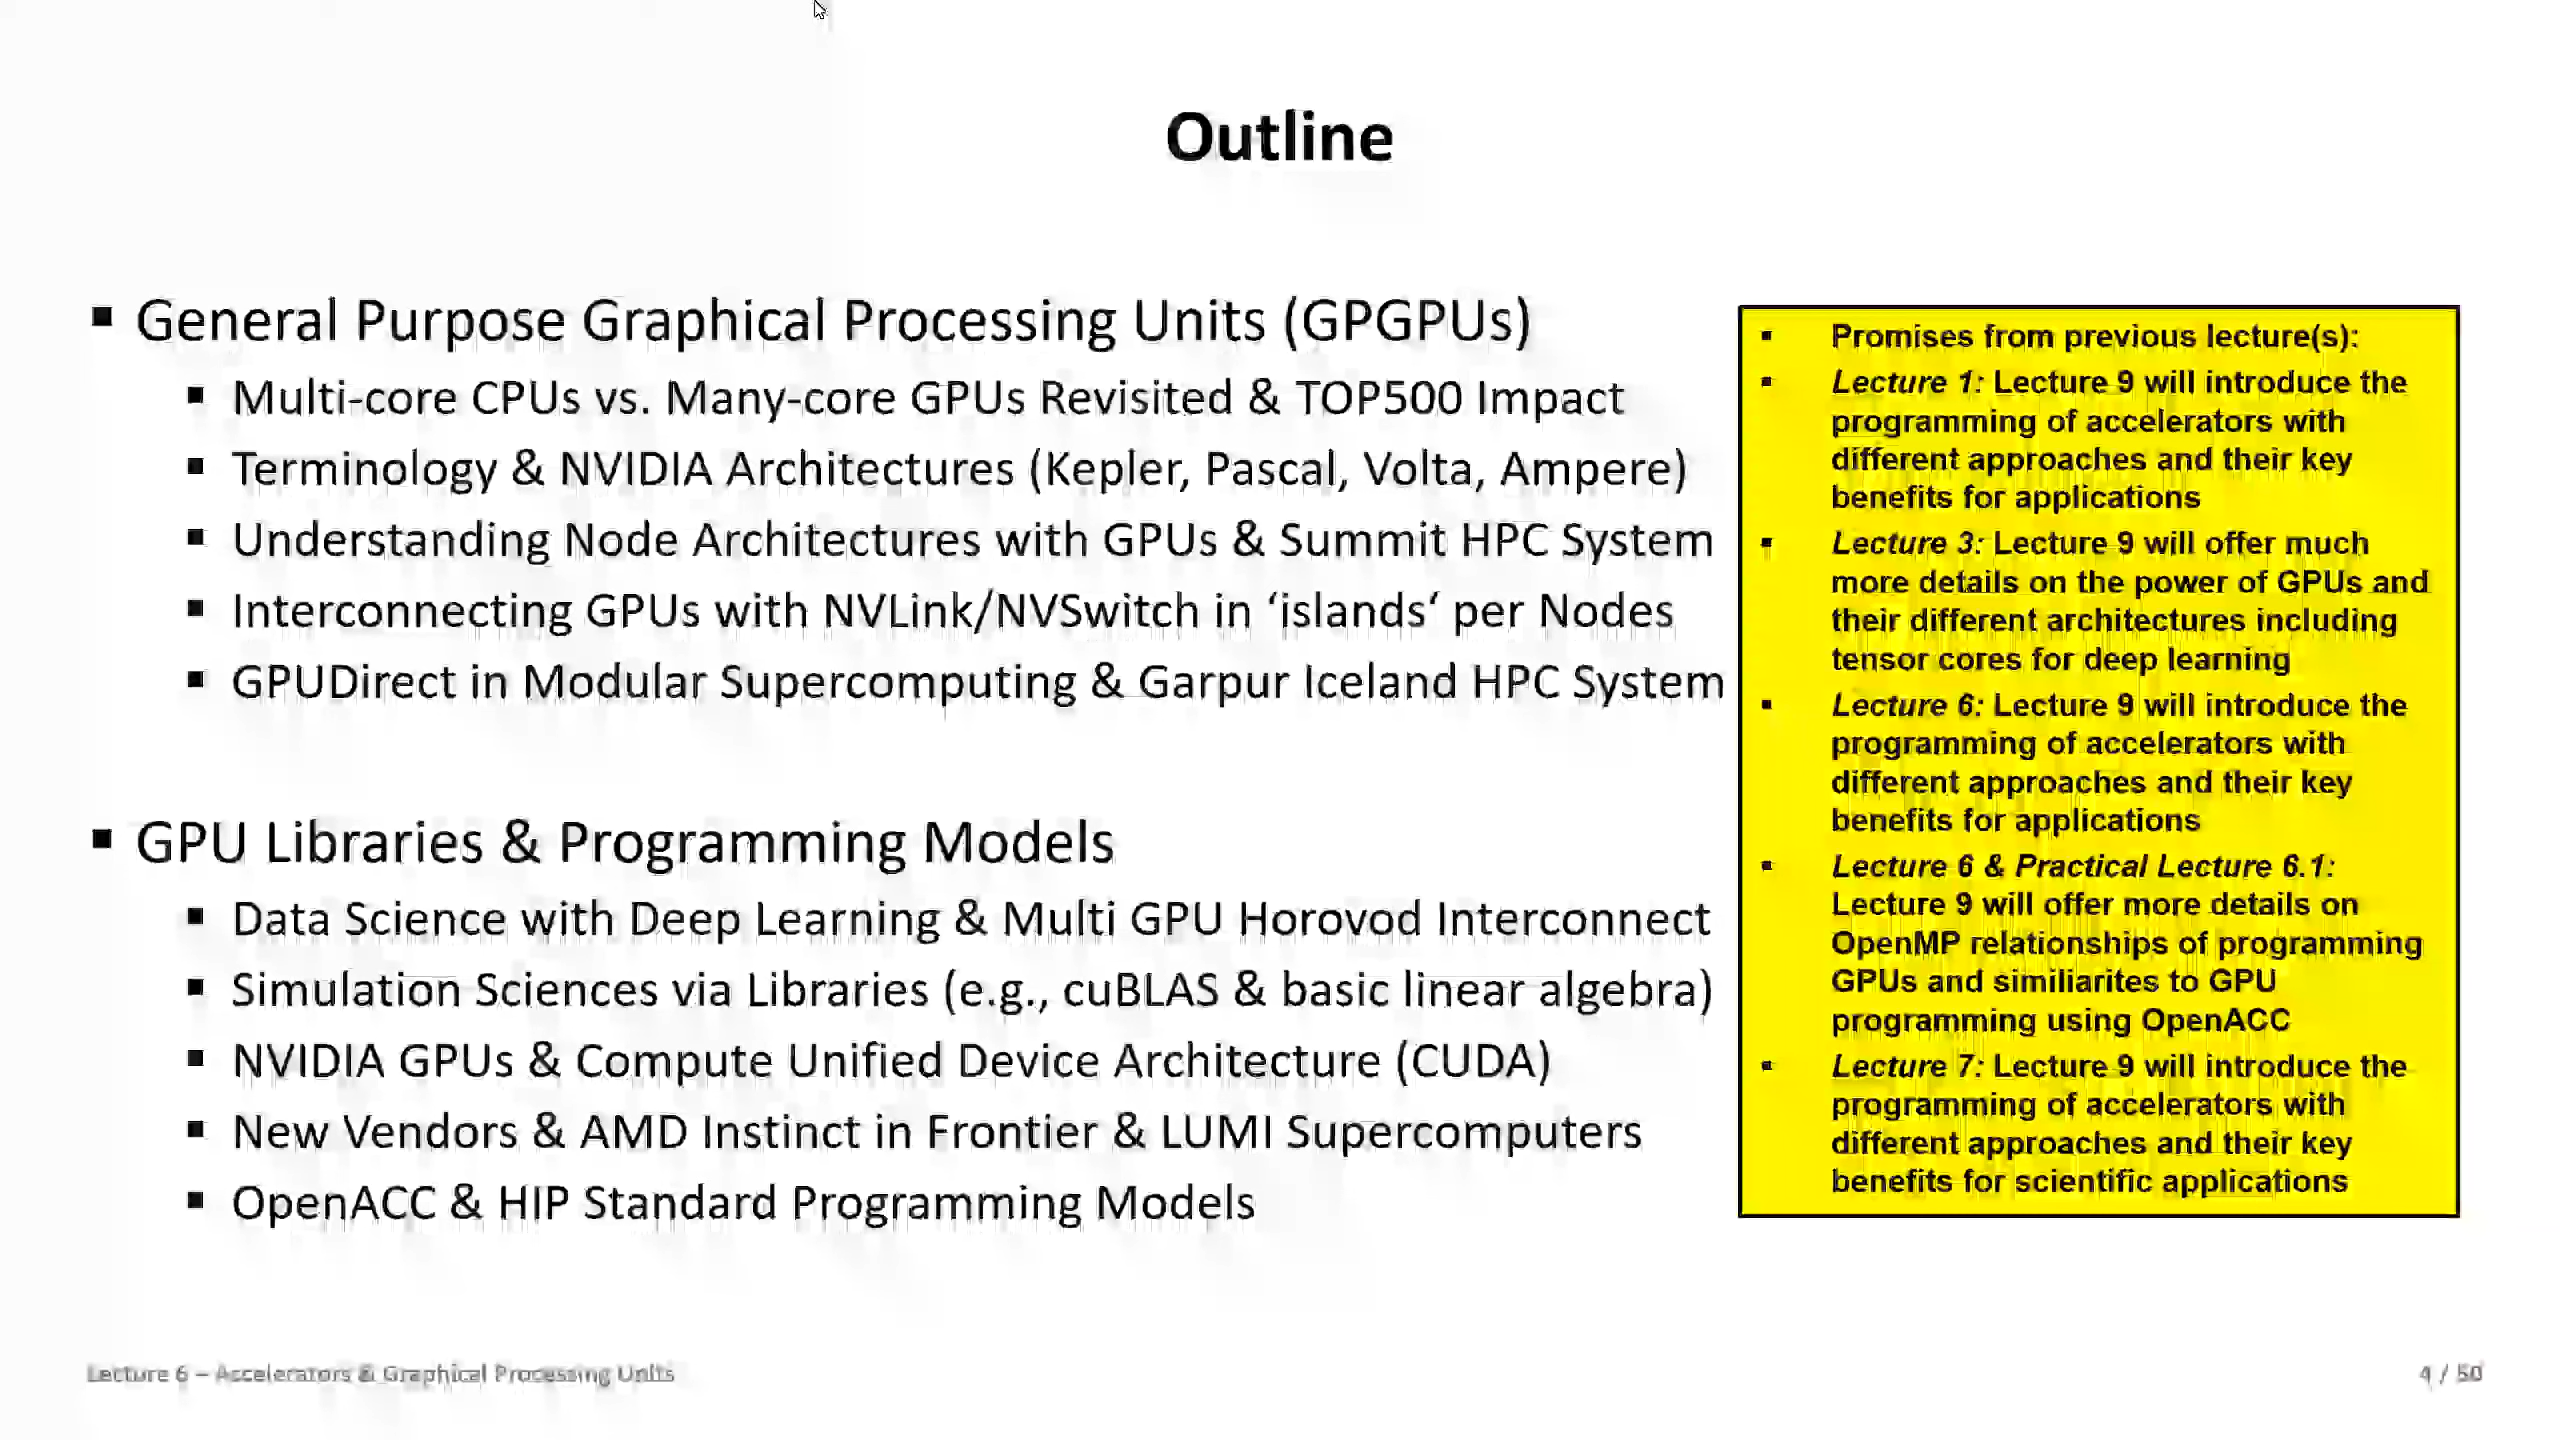 Outline
▪ General Purpose Graphical Processing Units (GPGPUs)
▪ Multi-core CPUs vs. Many-core GPUs Revisited & TOP500 Impact
▪ Terminology & NVIDIA Architectures (Kepler, Pascal, Volta, Ampere)
▪ Understanding Node Architectures with GPUs & Summit HPC System
▪ Interconnecting GPUs with NVLink/NVSwitch in ‘islands‘ per Nodes
▪ GPUDirect in Modular Supercomputing & Garpur Iceland HPC System
▪ GPU Libraries & Programming Models
▪ Data Science with Deep Learning & Multi GPU Horovod Interconnect
▪ Simulation Sciences via Libraries (e.g., cuBLAS & basic linear algebra)
▪ NVIDIA GPUs & Compute Unified Device Architecture (CUDA)
▪ New Vendors & AMD Instinct in Frontier & LUMI Supercomputers
▪ OpenACC & HIP Standard Programming Models
▪ Promises from previous lecture(s):
▪ Lecture 1: Lecture 9 will introduce the
programming of accelerators with
different approaches and their key
benefits for applications
▪ Lecture 3: Lecture 9 will offer much
more details on the power of GPUs and
their different architectures including
tensor cores for deep learning
▪ Lecture 6: Lecture 9 will introduce the
programming of accelerators with
different approaches and their key
benefits for applications
▪ Lecture 6 & Practical Lecture 6.1:
Lecture 9 will offer more details on
OpenMP relationships of programming
GPUs and similiarites to GPU
programming using OpenACC
▪ Lecture 7: Lecture 9 will introduce the
programming of accelerators with
different approaches and their key
benefits for scientific applications
Lecture 6 – Accelerators & Graphical Processing Units
4 / 50